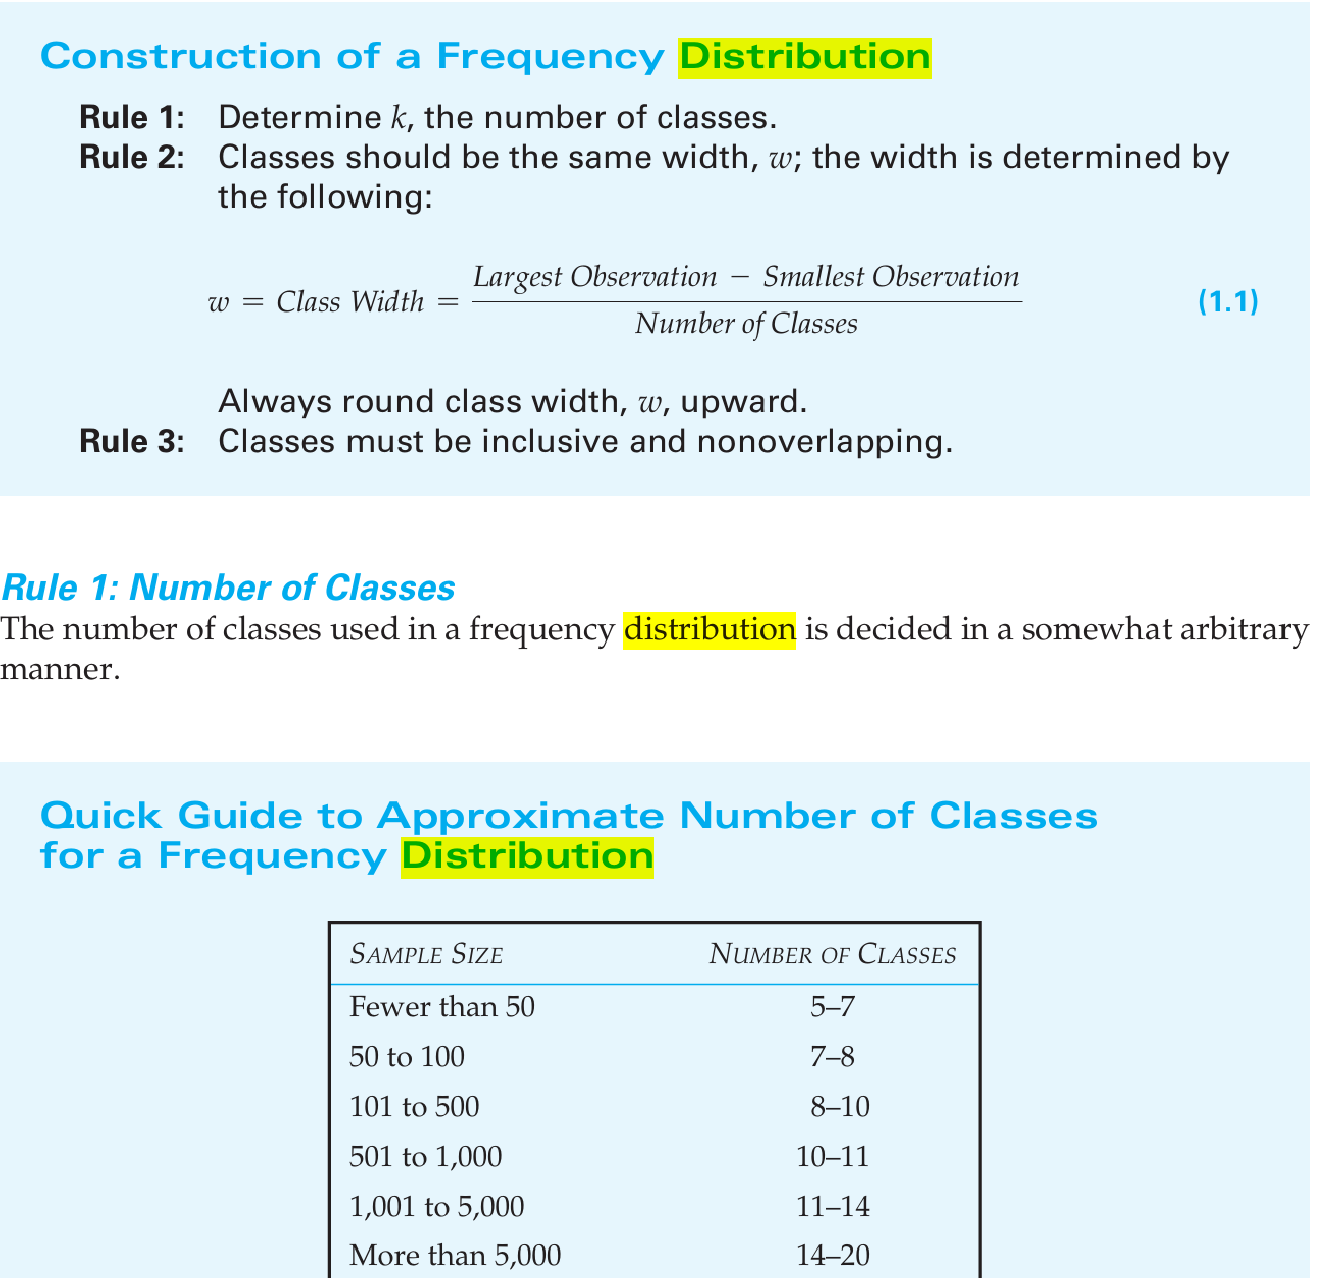 Construction of a Frequency Distribution
Rule 1: Determine k, the number of classes.
Rule 2: Classes should be the same width, w; the width is determined by
the following:
w = Class Width = Largest Observation − Smallest Observation / Number of Classes (1.1)
Always round class width, w, upward.
Rule 3: Classes must be inclusive and nonoverlapping.
Rule 1: Number of Classes
The number of classes used in a frequency distribution is decided in a somewhat arbitrary
manner.
Quick Guide to Approximate Number of Classes
for a Frequency Distribution
SAMPLE SIZE NUMBER OF CLASSES
Fewer than 50 5–7
50 to 100 7–8
101 to 500 8–10
501 to 1,000 10–11
1,001 to 5,000 11–14
More than 5,000 14–20